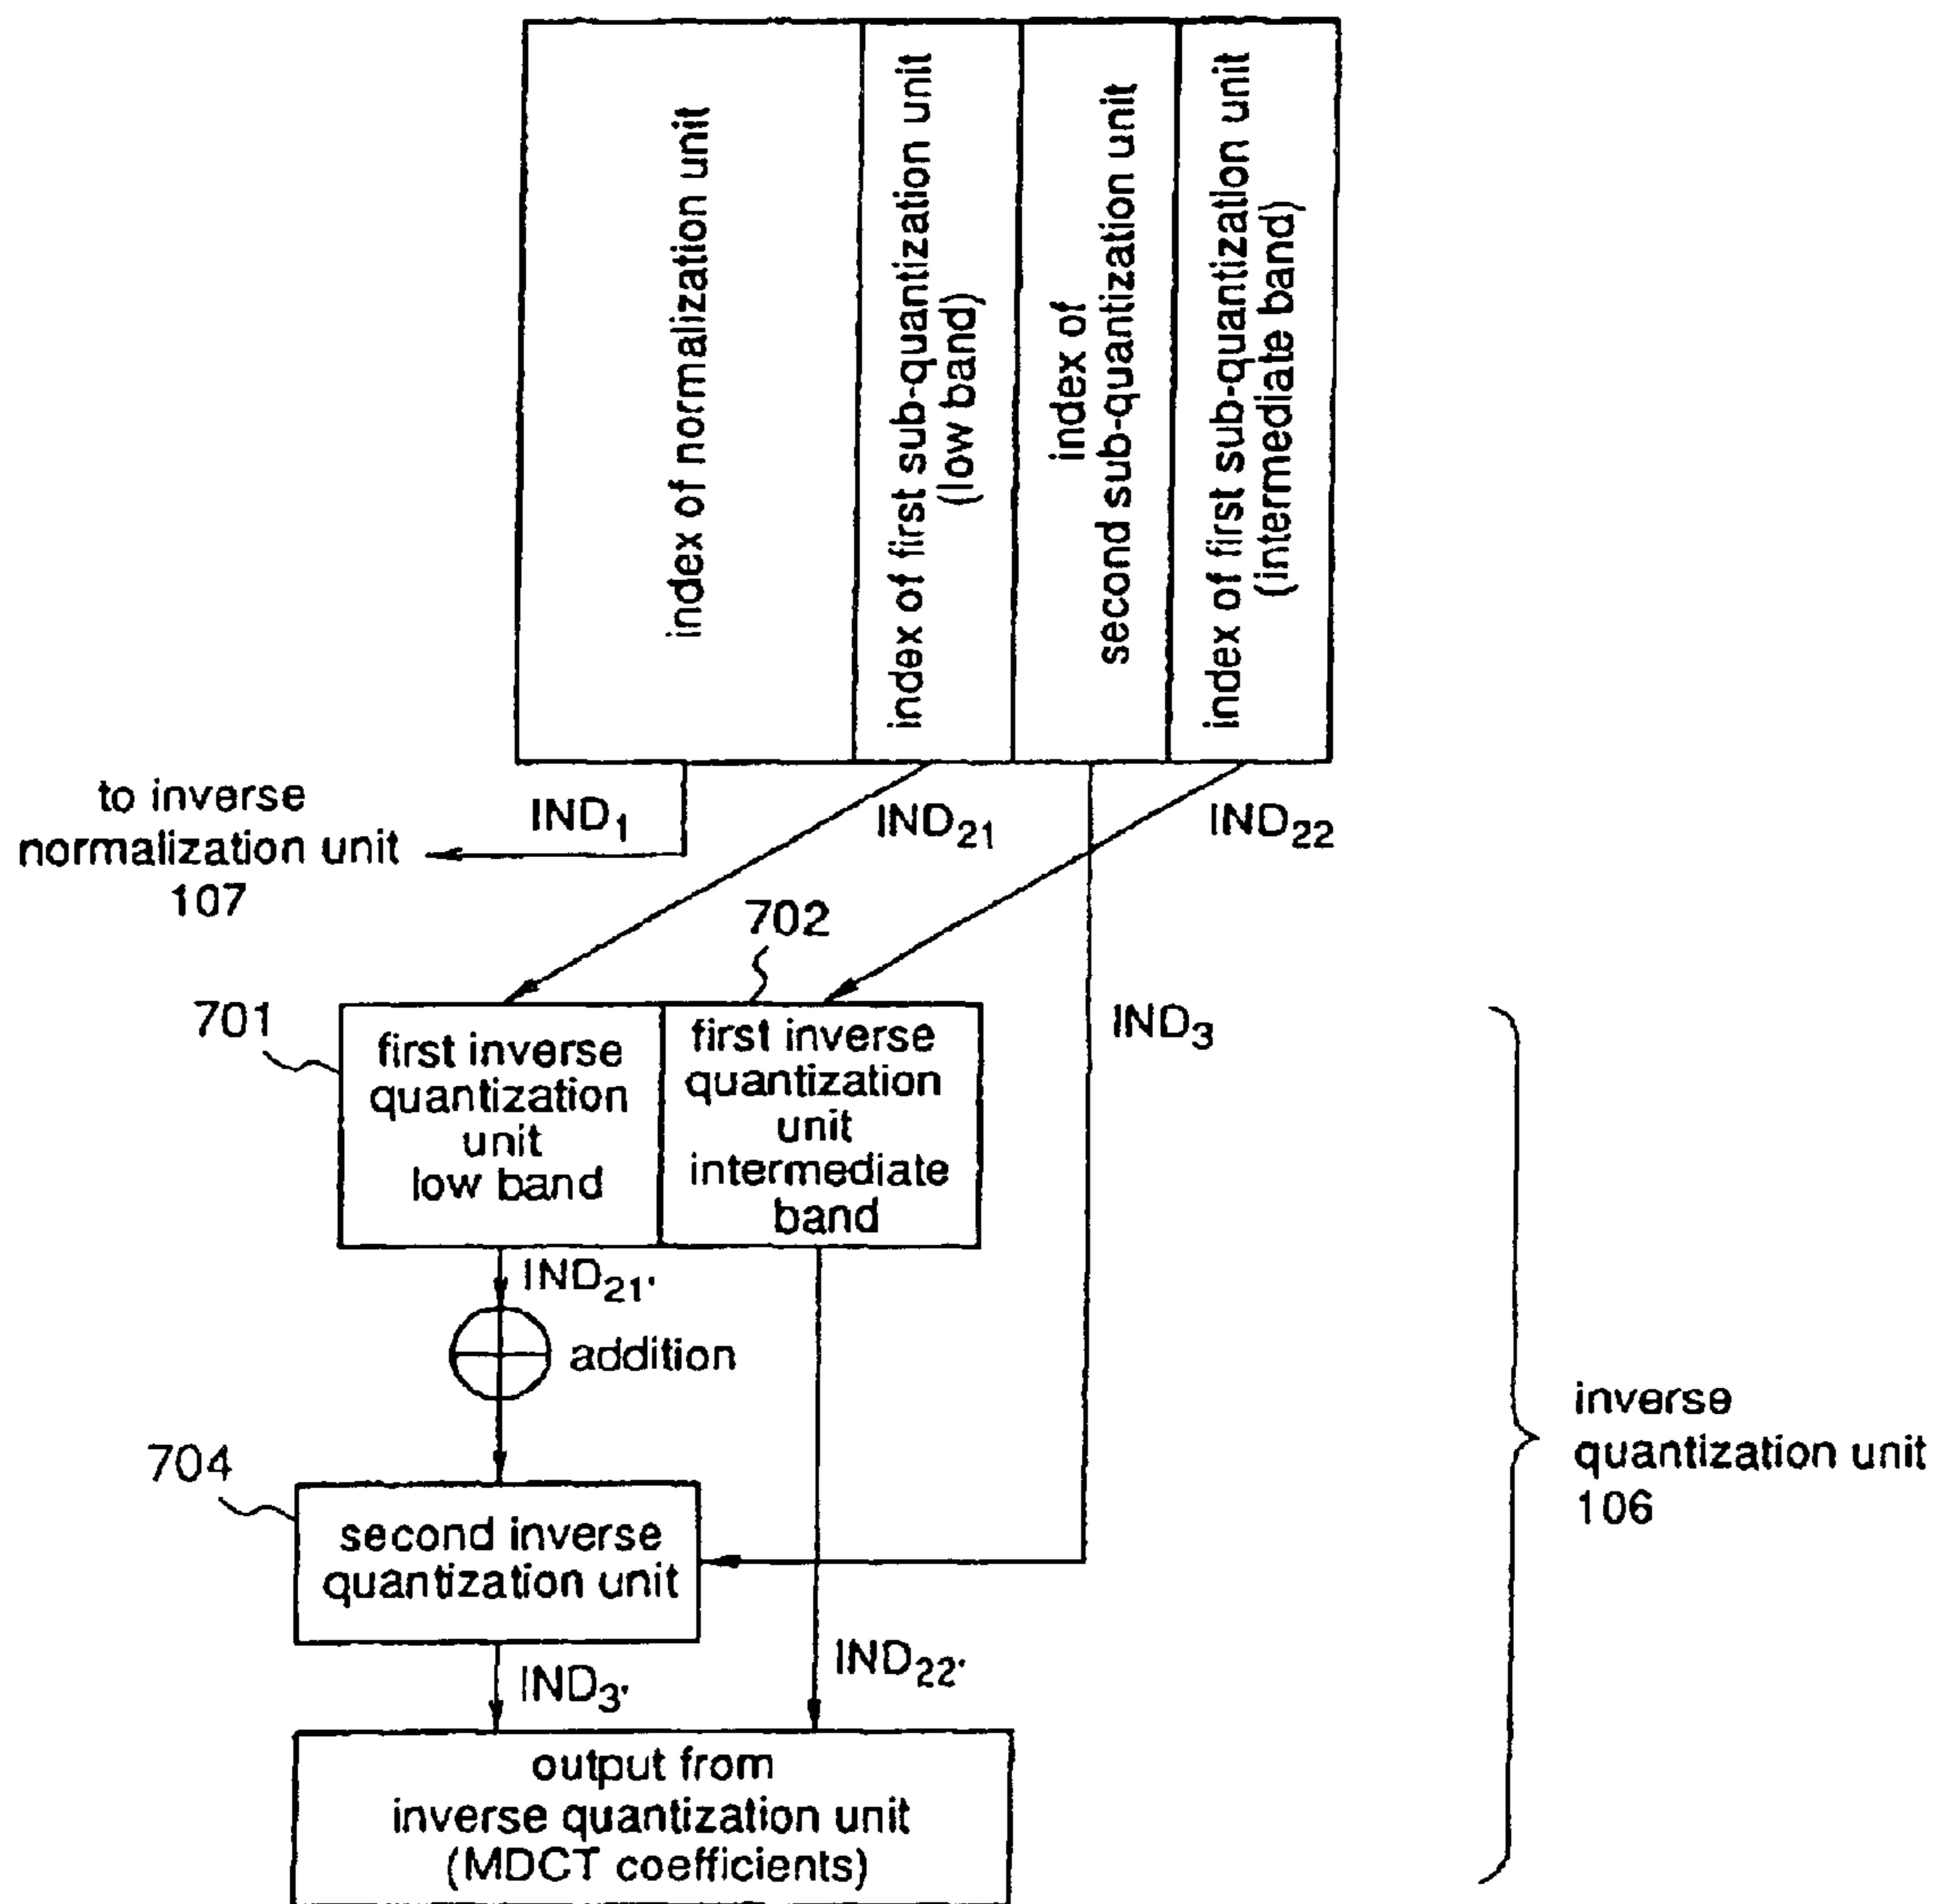 index of normalization unit
index of first sub-quantization unit
(low band)
index of
second sub-quantization unit
index of first sub-quantization unit
(intermediate band)
to inverse
normalization unit
107
IND1
IND21
IND22
702
701
IND3
first inverse
quantization
unit
low band
first inverse
quantization
unit
intermediate
band
IND21'
addition
704
second inverse
quantization unit
inverse
quantization unit
106
IND3'
IND22'
output from
inverse quantization unit
(MDCT coefficients)